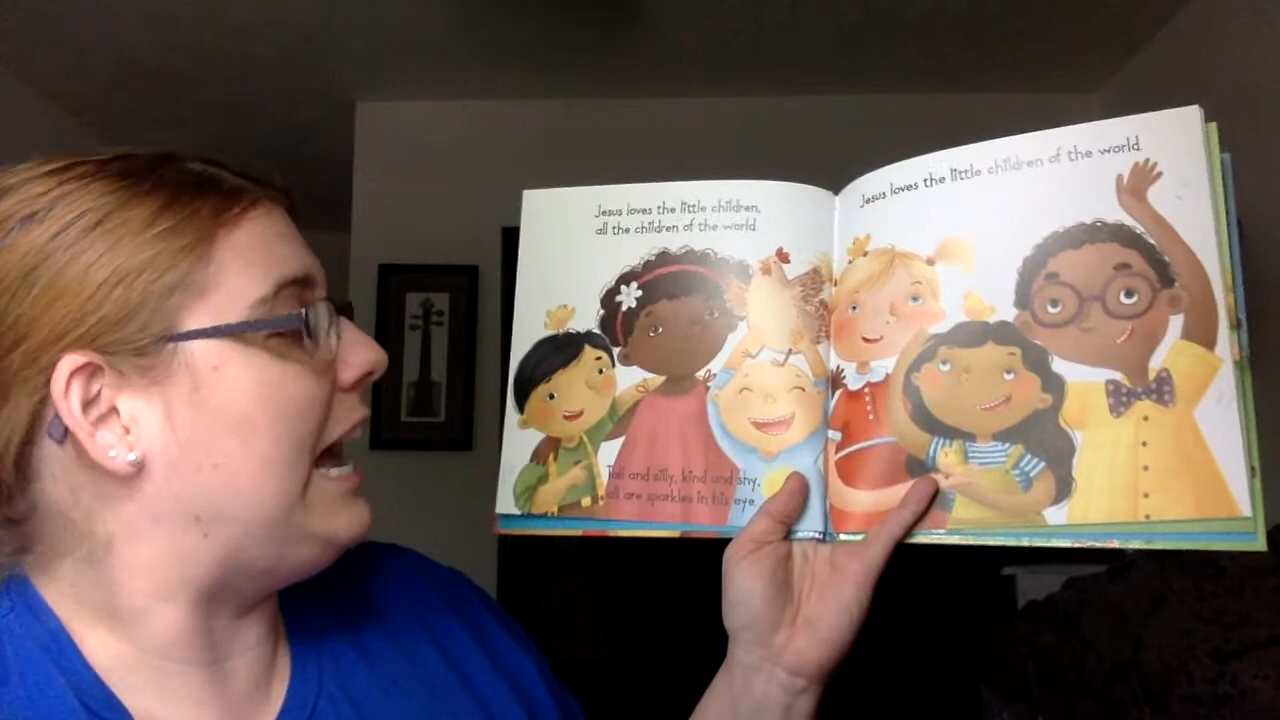 Jesus loves the little children,
all the children of the world
Tall and silly, kind and shy,
all are sparkles in his eye.
Jesus loves the little children of the world.